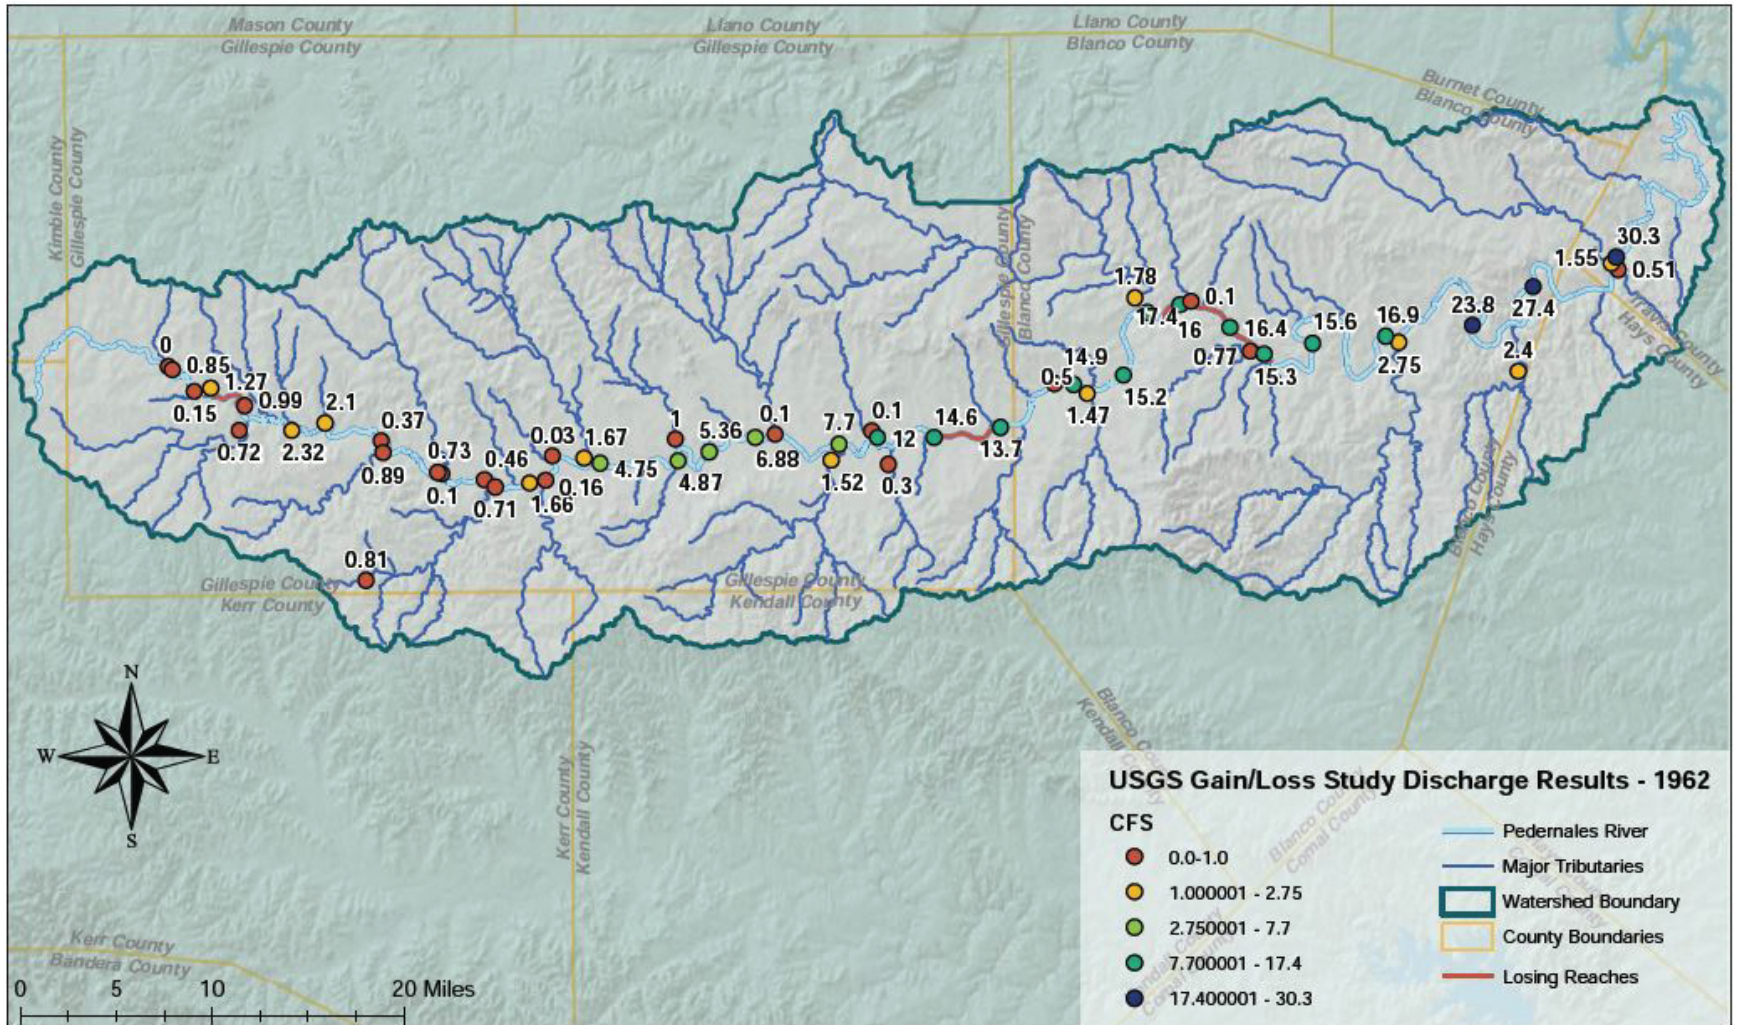 Mason County
Gillespie County
Llano County
Gillespie County
Llano County
Blanco County
Burnet County
Blanco County
Kimble County
Gillespie County
Gillespie County
Blanco County
Travis County
Hays County
Blanco County
Hays County
Gillespie County
Kerr County
Gillespie County
Kendall County
Kerr County
Kendall County
Blanco County
Kendall County
Blanco County
Comal County
Kerr County
Bandera County
0
0.85
1.27
0.15
0.99
0.72
2.32
2.1
0.37
0.89
0.73
0.1
0.46
0.71
0.03
1.66
0.16
1.67
4.75
0.81
1
4.87
5.36
0.1
6.88
7.7
1.52
0.1
12
0.3
14.6
13.7
0.5
14.9
1.47
15.2
1.78
17.4
16
0.1
16.4
0.77
15.3
15.6
16.9
2.75
23.8
27.4
2.4
1.55
30.3
0.51
N
W
E
S
0 5 10 20 Miles
USGS Gain/Loss Study Discharge Results - 1962
CFS
0.0-1.0
1.000001 - 2.75
2.750001 - 7.7
7.700001 - 17.4
17.400001 - 30.3
Pedernales River
Major Tributaries
Watershed Boundary
County Boundaries
Losing Reaches